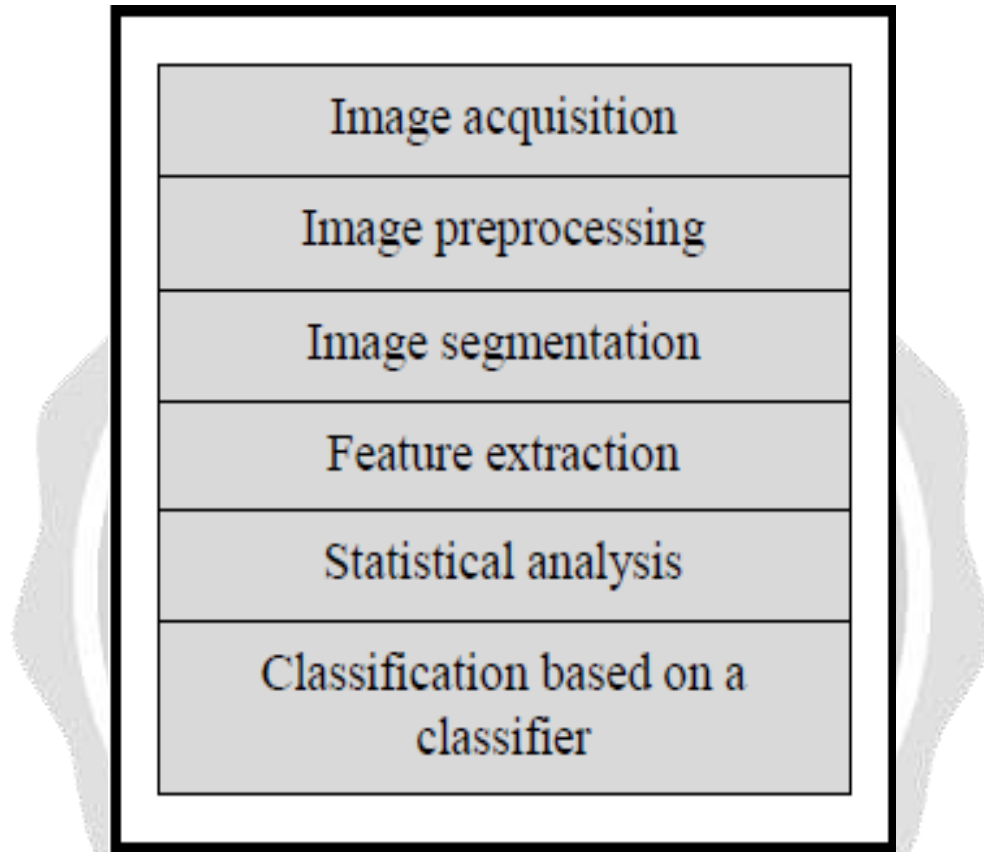 Image acquisition
Image preprocessing
Image segmentation
Feature extraction
Statistical analysis
Classification based on a
classifier